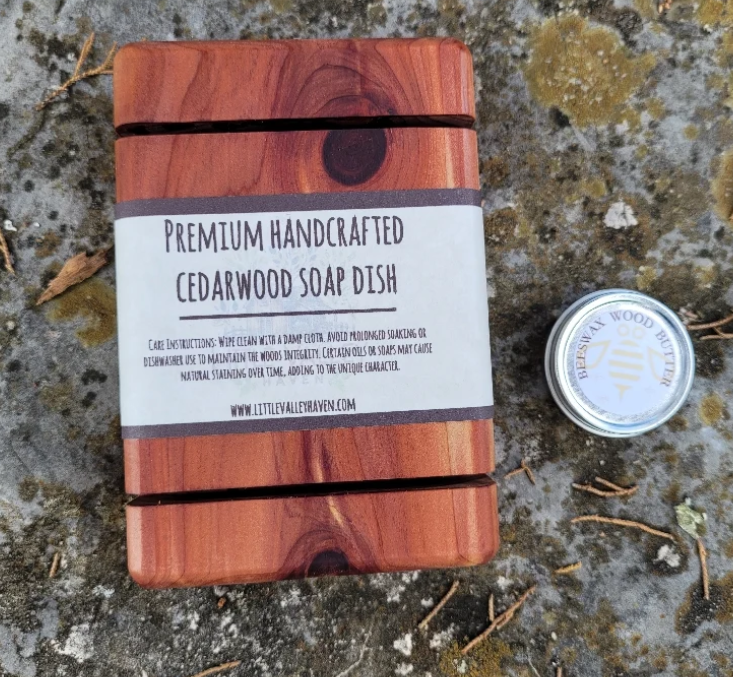 PREMIUM HANDCRAFTED
CEDARWOOD SOAP DISH
CARE INSTRUCTIONS: WIPE CLEAN WITH A DAMP CLOTH. AVOID PROLONGED SOAKING OR
DISHWASHER USE TO MAINTAIN THE WOODS INTEGRITY. CERTAIN OILS OR SOAPS MAY CAUSE
NATURAL STAINING OVER TIME, ADDING TO THE UNIQUE CHARACTER.
HAVEN
WWW.LITTLEVALLEYHAVEN.COM
BEESWAX WOOD BUTTER